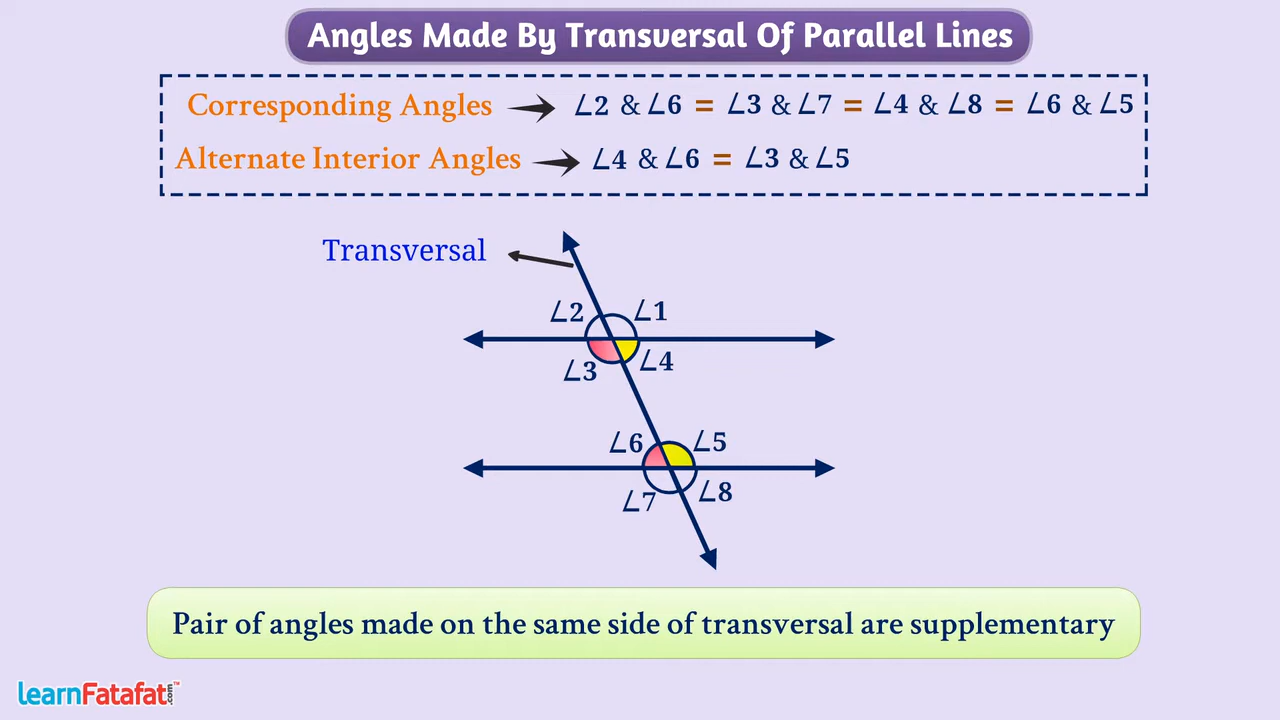 Angles Made By Transversal Of Parallel Lines
Corresponding Angles → ∠2 & ∠6 = ∠3 & ∠7 = ∠4 & ∠8 = ∠6 & ∠5
Alternate Interior Angles → ∠4 & ∠6 = ∠3 & ∠5
Transversal
∠2 ∠1
∠3 ∠4
∠6 ∠5
∠7 ∠8
Pair of angles made on the same side of transversal are supplementary
LearnFatafat.com™